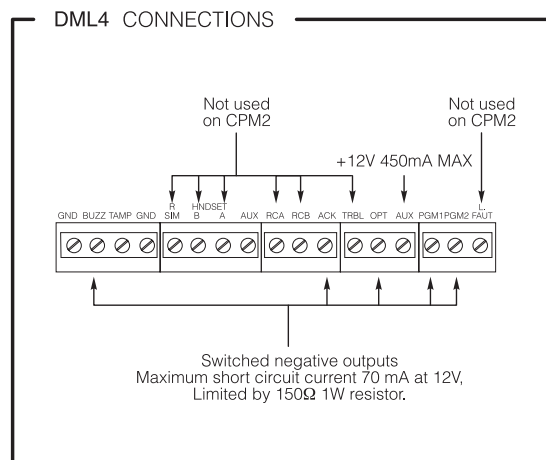 DML4 CONNECTIONS
Not used
on CPM2
Not used
on CPM2
+12V 450mA MAX
R HNDSET L.
GND BUZZ TAMP GND SIM B A AUX RCA RCB ACK TRBL OPT AUX PGM1 PGM2 FAUT
Switched negative outputs
Maximum short circuit current 70 mA at 12V,
Limited by 150Ω 1W resistor.